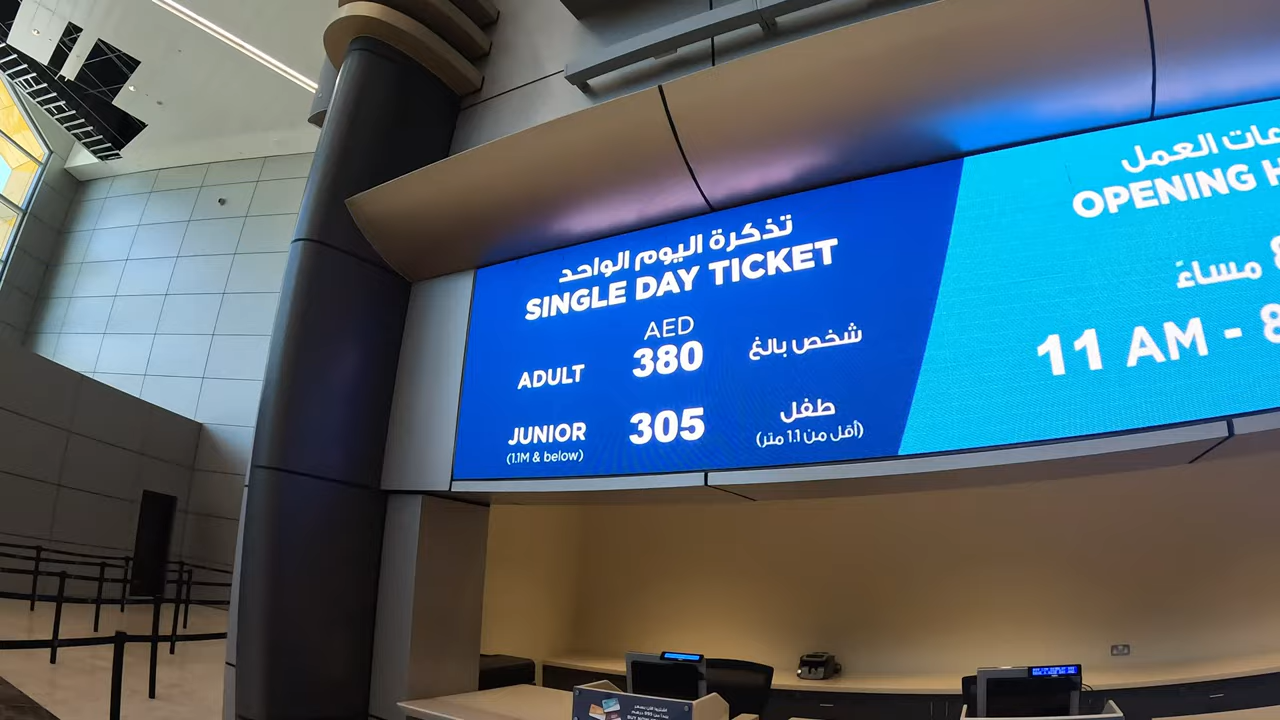 تذكرة اليوم الواحد
SINGLE DAY TICKET
AED
ADULT 380 شخص بالغ
JUNIOR 305 طفل
(1.1M & below) (أقل من 1.1 متر)
العمل
OPENING
مساءً
11 AM - 8